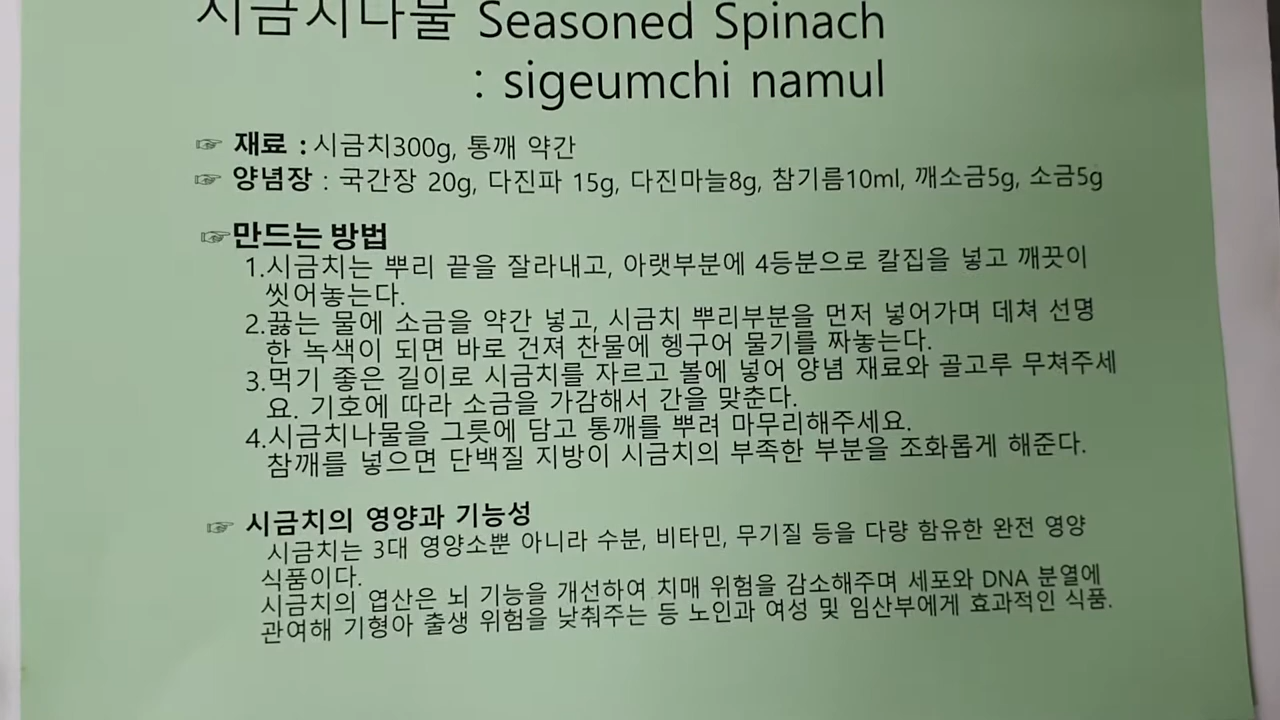 시금치나물 Seasoned Spinach
: sigeumchi namul
☞ 재료 : 시금치300g, 통깨 약간
☞ 양념장 : 국간장 20g, 다진파 15g, 다진마늘8g, 참기름10ml, 깨소금5g, 소금5g
☞만드는 방법
1.시금치는 뿌리 끝을 잘라내고, 아랫부분에 4등분으로 칼집을 넣고 깨끗이
씻어놓는다.
2.끓는 물에 소금을 약간 넣고, 시금치 뿌리부분을 먼저 넣어가며 데쳐 선명
한 녹색이 되면 바로 건져 찬물에 헹구어 물기를 짜놓는다.
3.먹기 좋은 길이로 시금치를 자르고 볼에 넣어 양념 재료와 골고루 무쳐주세
요. 기호에 따라 소금을 가감해서 간을 맞춘다.
4.시금치나물을 그릇에 담고 통깨를 뿌려 마무리해주세요.
참깨를 넣으면 단백질 지방이 시금치의 부족한 부분을 조화롭게 해준다.
☞ 시금치의 영양과 기능성
시금치는 3대 영양소뿐 아니라 수분, 비타민, 무기질 등을 다량 함유한 완전 영양
식품이다.
시금치의 엽산은 뇌 기능을 개선하여 치매 위험을 감소해주며 세포와 DNA 분열에
관여해 기형아 출생 위험을 낮춰주는 등 노인과 여성 및 임산부에게 효과적인 식품.